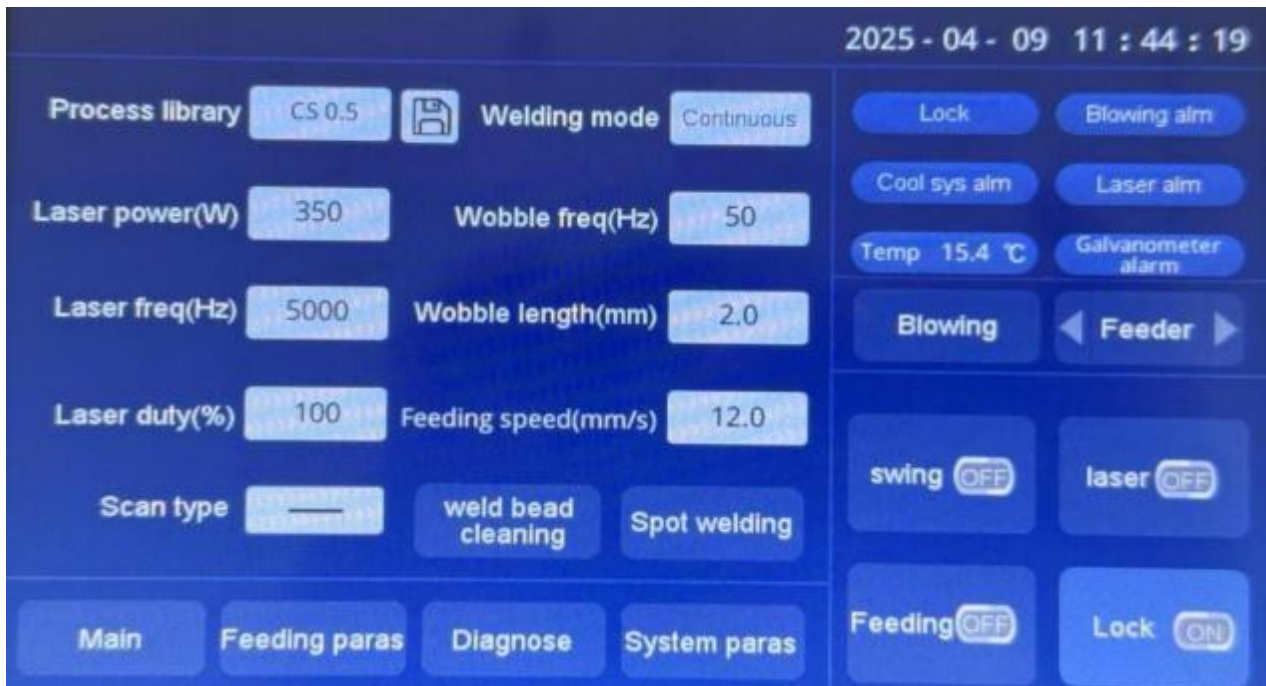 2025 - 04 - 09 11 : 44 : 19
Process library CS 0.5 Welding mode Continuous
Laser power(W) 350 Wobble freq(Hz) 50
Laser freq(Hz) 5000 Wobble length(mm) 2.0
Laser duty(%) 100 Feeding speed(mm/s) 12.0
Scan type
weld bead
cleaning
Spot welding
Main Feeding paras Diagnose System paras
Lock Blowing alm
Cool sys alm Laser alm
Temp 15.4 ℃ Galvanometer
alarm
Blowing Feeder
swing OFF laser OFF
Feeding OFF Lock ON